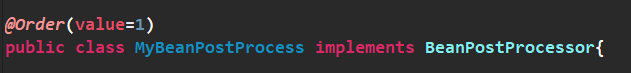 @Order(value=1)
public class MyBeanPostProcess implements BeanPostProcessor{